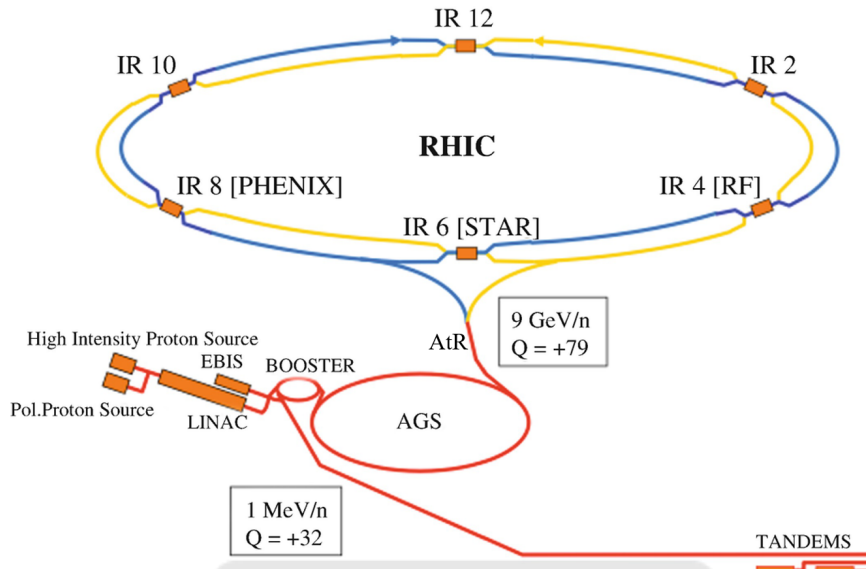 IR 12
IR 10
IR 2
RHIC
IR 8 [PHENIX]
IR 4 [RF]
IR 6 [STAR]
9 GeV/n
Q = +79
AtR
High Intensity Proton Source
EBIS
BOOSTER
Pol.Proton Source
LINAC
AGS
1 MeV/n
Q = +32
TANDEMS